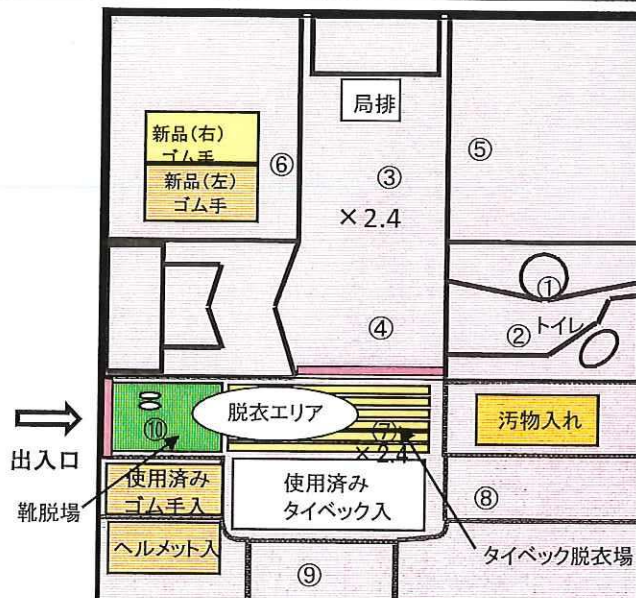 局排
新品(右)
ゴム手
新品(左)
ゴム手
⑥
③
×2.4
⑤
④
①
②
トイレ
出入口
⑩
脱衣エリア
⑦
×2.4
汚物入れ
靴脱場
使用済み
ゴム手入
使用済み
タイベック入
⑧
ヘルメット入
⑨
タイベック脱衣場